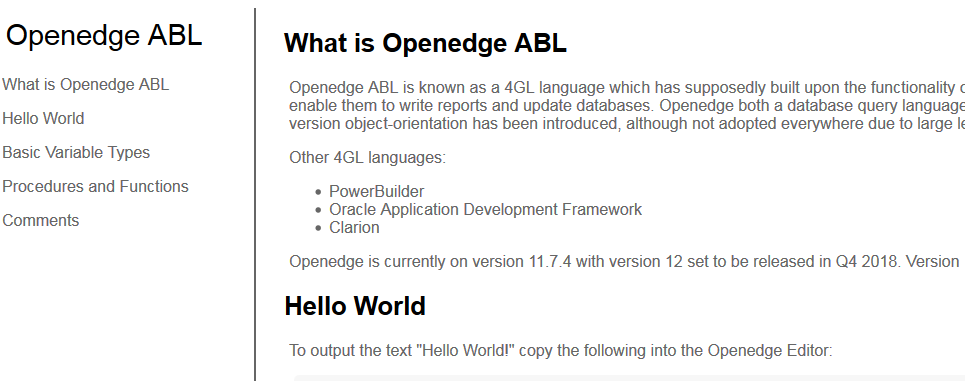 Openedge ABL
What is Openedge ABL
Hello World
Basic Variable Types
Procedures and Functions
Comments
What is Openedge ABL
Openedge ABL is known as a 4GL language which has supposedly built upon the functionality
enable them to write reports and update databases. Openedge both a database query language
version object-orientation has been introduced, although not adopted everywhere due to large
Other 4GL languages:
• PowerBuilder
• Oracle Application Development Framework
• Clarion
Openedge is currently on version 11.7.4 with version 12 set to be released in Q4 2018. Version
Hello World
To output the text "Hello World!" copy the following into the Openedge Editor: